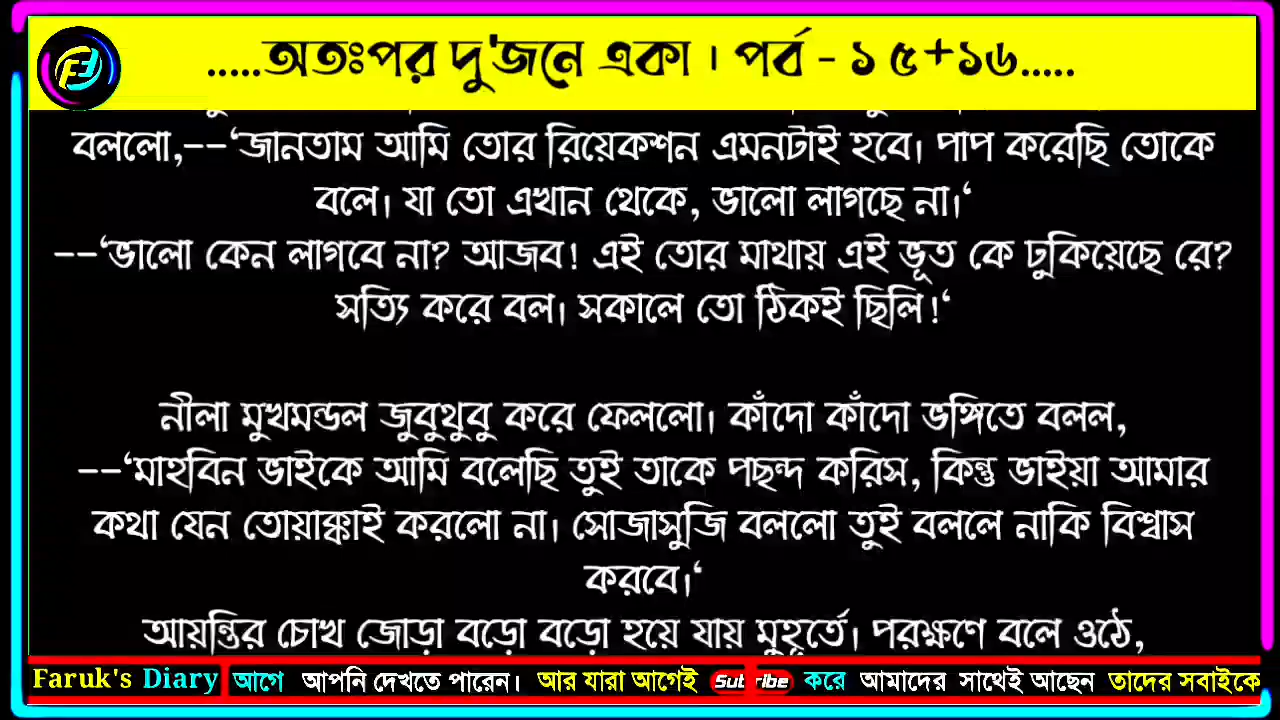 .....অতঃপর দু'জনে একা । পর্ব - ১৫+১৬.....
বললো,--‘জানতাম আমি তোর রিয়েকশন এমনটাই হবে। পাপ করেছি তোকে
বলে। যা তো এখান থেকে, ভালো লাগছে না।‘
--‘ভালো কেন লাগবে না? আজব! এই তোর মাথায় এই ভূত কে ঢুকিয়েছে রে?
সত্যি করে বল। সকালে তো ঠিকই ছিলি!‘
নীলা মুখমন্ডল জুবুথুবু করে ফেললো। কাঁদো কাঁদো ভঙ্গিতে বলল,
--‘মাহবিন ভাইকে আমি বলেছি তুই তাকে পছন্দ করিস, কিন্তু ভাইয়া আমার
কথা যেন তোয়াক্কাই করলো না। সোজাসুজি বললো তুই বললে নাকি বিশ্বাস
করবে।‘
আয়ন্তির চোখ জোড়া বড়ো বড়ো হয়ে যায় মুহূর্তে। পরক্ষণে বলে ওঠে,
Faruk's Diary আগে আপনি দেখতে পারেন। আর যারা আগেই Subscribe করে আমাদের সাথেই আছেন তাদের সবাইকে